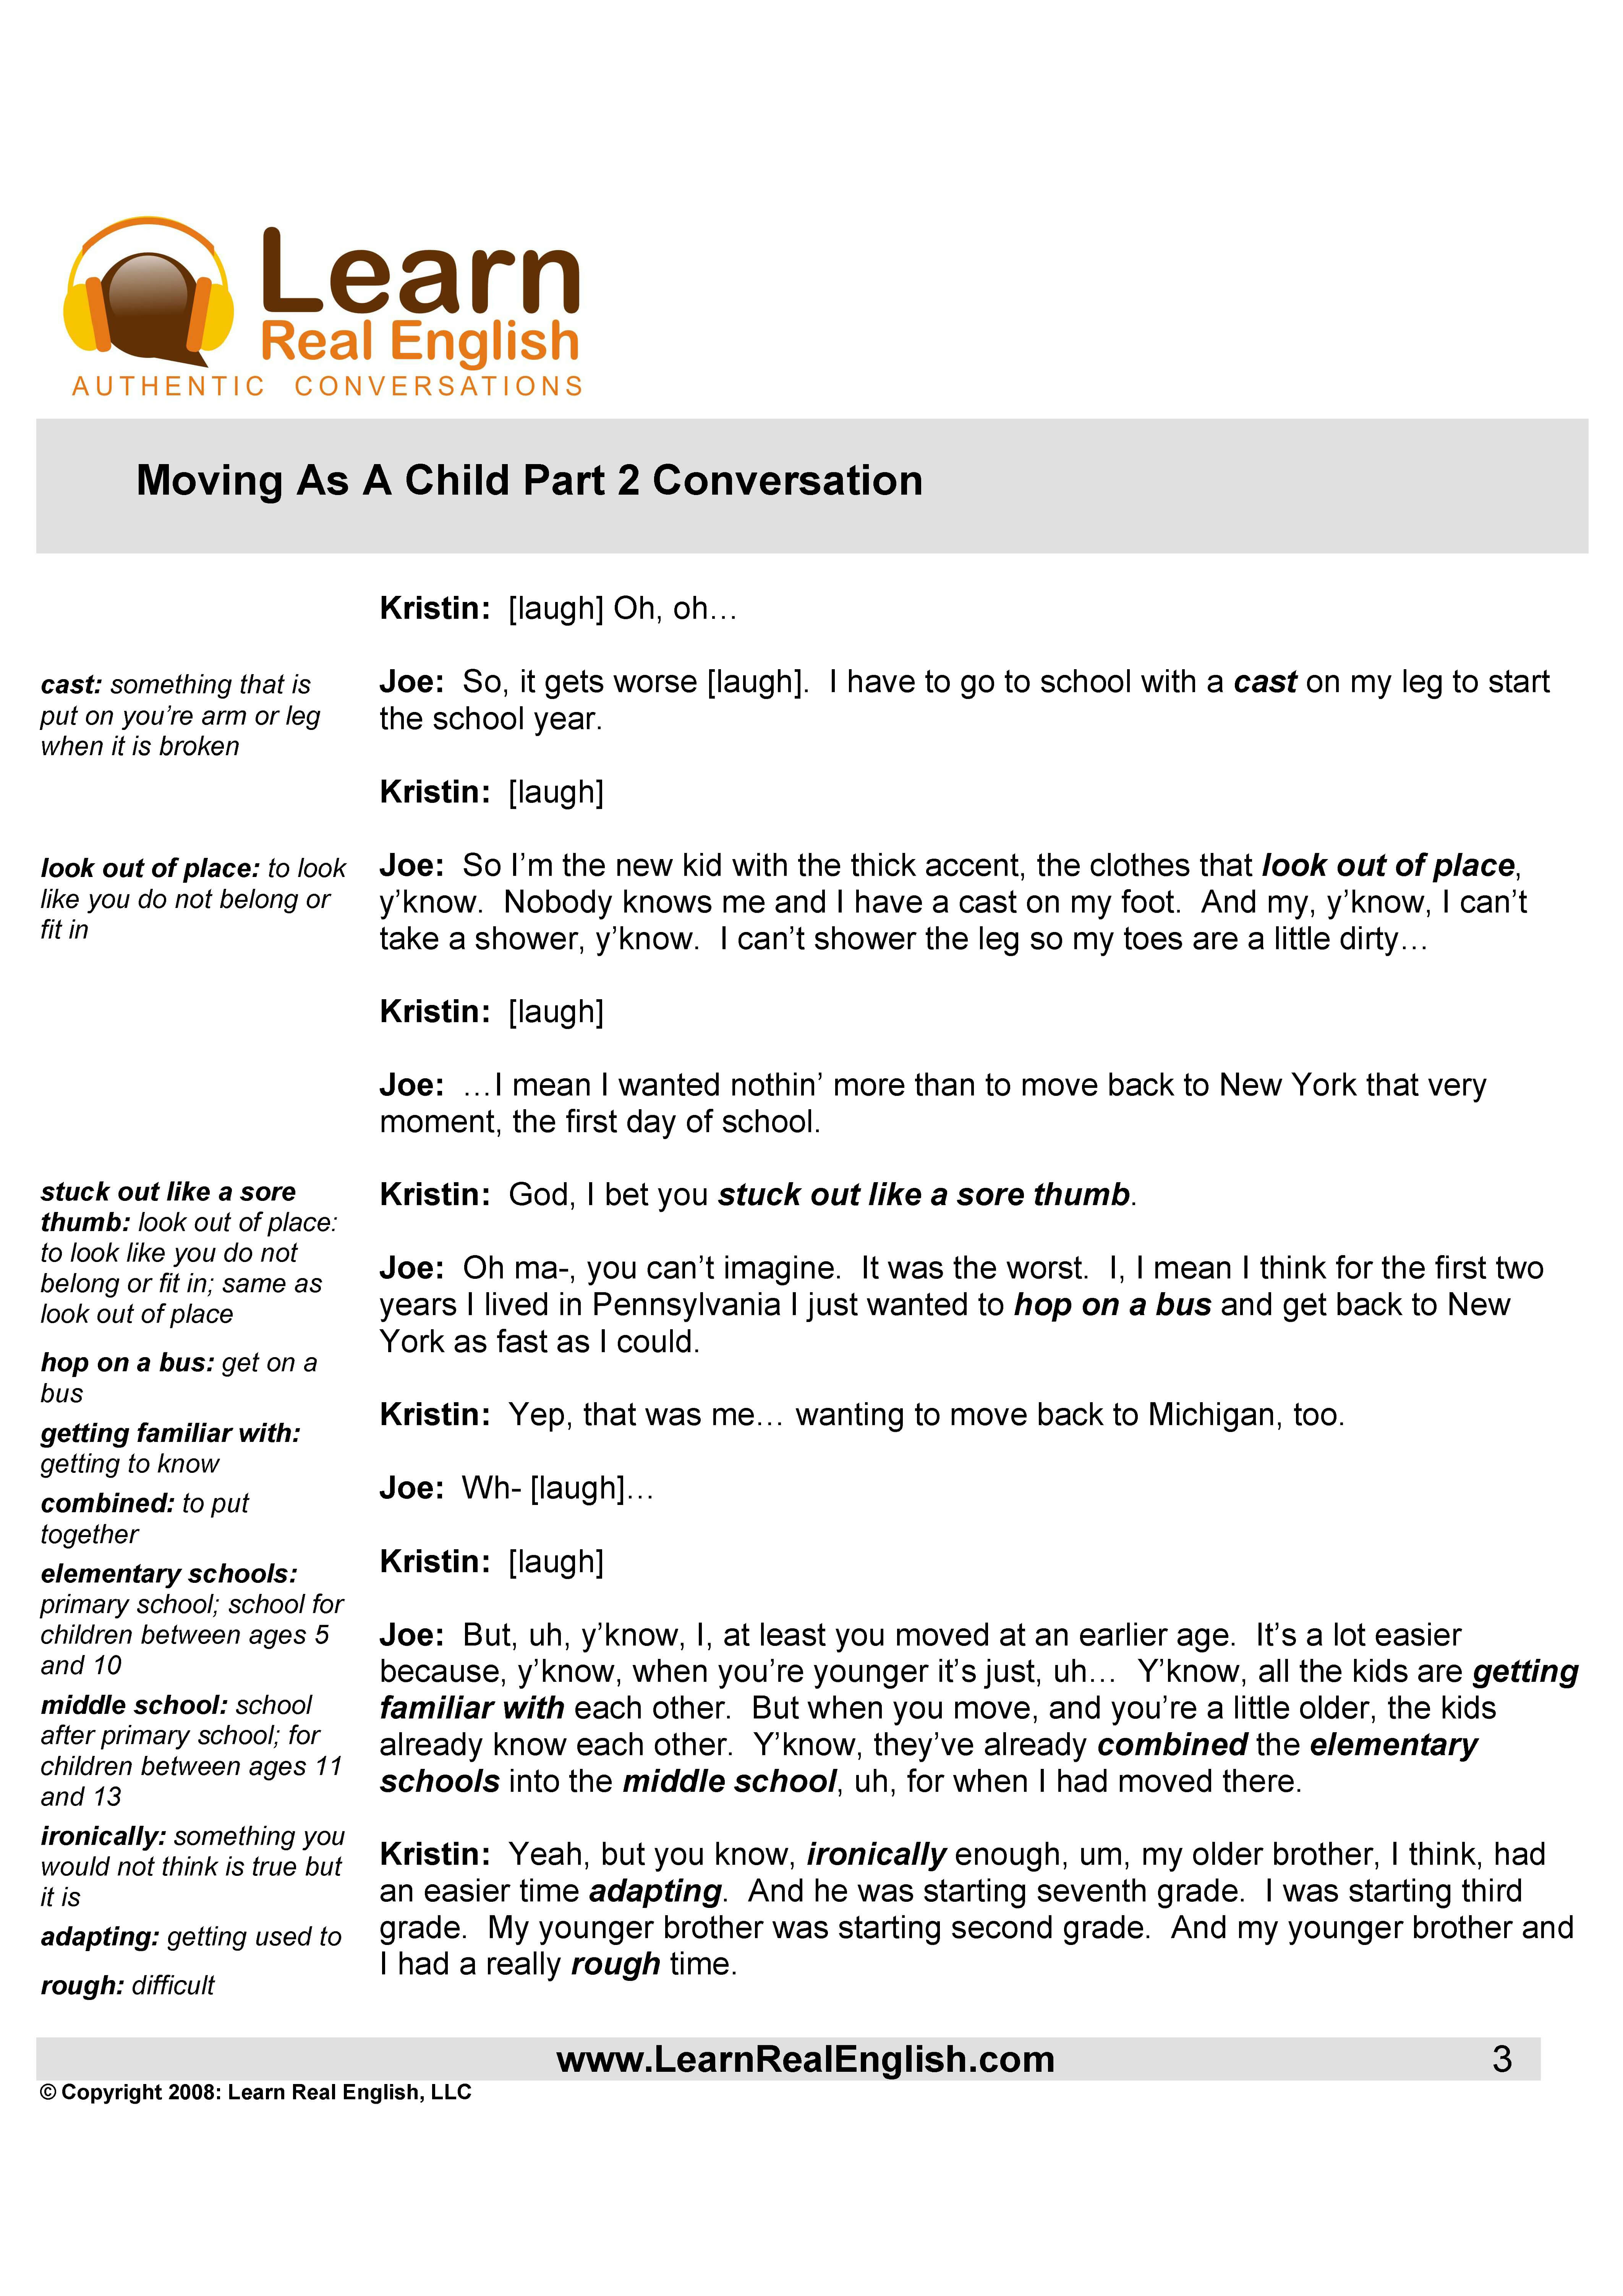 Learn
Real English
AUTHENTIC CONVERSATIONS
Moving As A Child Part 2 Conversation
Kristin: [laugh] Oh, oh…
cast: something that is
put on you’re arm or leg
when it is broken
Joe: So, it gets worse [laugh]. I have to go to school with a cast on my leg to start
the school year.
Kristin: [laugh]
look out of place: to look
like you do not belong or
fit in
Joe: So I’m the new kid with the thick accent, the clothes that look out of place,
y’know. Nobody knows me and I have a cast on my foot. And my, y’know, I can’t
take a shower, y’know. I can’t shower the leg so my toes are a little dirty…
Kristin: [laugh]
Joe: …I mean I wanted nothin’ more than to move back to New York that very
moment, the first day of school.
stuck out like a sore
thumb: look out of place:
to look like you do not
belong or fit in; same as
look out of place
Kristin: God, I bet you stuck out like a sore thumb.
Joe: Oh ma-, you can’t imagine. It was the worst. I, I mean I think for the first two
years I lived in Pennsylvania I just wanted to hop on a bus and get back to New
York as fast as I could.
hop on a bus: get on a
bus
Kristin: Yep, that was me… wanting to move back to Michigan, too.
getting familiar with:
getting to know
Joe: Wh- [laugh]…
combined: to put
together
Kristin: [laugh]
elementary schools:
primary school; school for
children between ages 5
and 10
middle school: school
after primary school; for
children between ages 11
and 13
Joe: But, uh, y’know, I, at least you moved at an earlier age. It’s a lot easier
because, y’know, when you’re younger it’s just, uh… Y’know, all the kids are getting
familiar with each other. But when you move, and you’re a little older, the kids
already know each other. Y’know, they’ve already combined the elementary
schools into the middle school, uh, for when I had moved there.
ironically: something you
would not think is true but
it is
adapting: getting used to
rough: difficult
Kristin: Yeah, but you know, ironically enough, um, my older brother, I think, had
an easier time adapting. And he was starting seventh grade. I was starting third
grade. My younger brother was starting second grade. And my younger brother and
I had a really rough time.
www.LearnRealEnglish.com 3
© Copyright 2008: Learn Real English, LLC